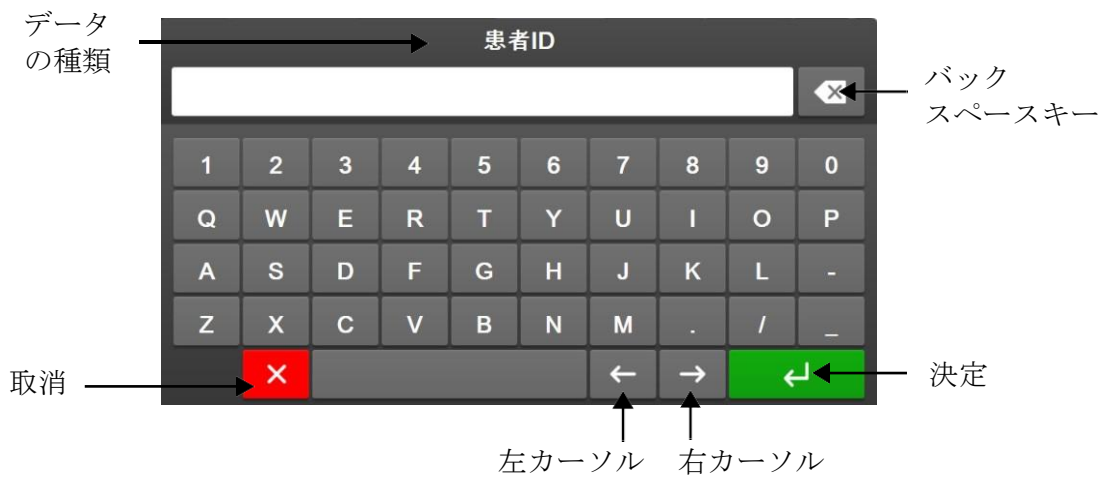 データ
の種類
患者ID
バック
スペースキー
1 2 3 4 5 6 7 8 9 0
Q W E R T Y U I O P
A S D F G H J K L -
Z X C V B N M . / _
取消
× ← → ↵
決定
左カーソル 右カーソル